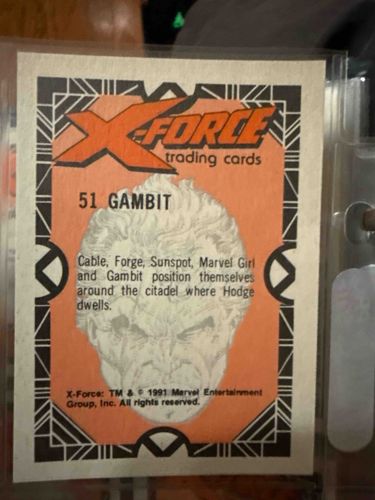 X-FORCE
trading cards
51 GAMBIT
Cable, Forge, Sunspot, Marvel Girl
and Gambit position themselves
around the citadel where Hodge
dwells.
X-Force: TM & © 1991 Marvel Entertainment
Group, Inc. All rights reserved.